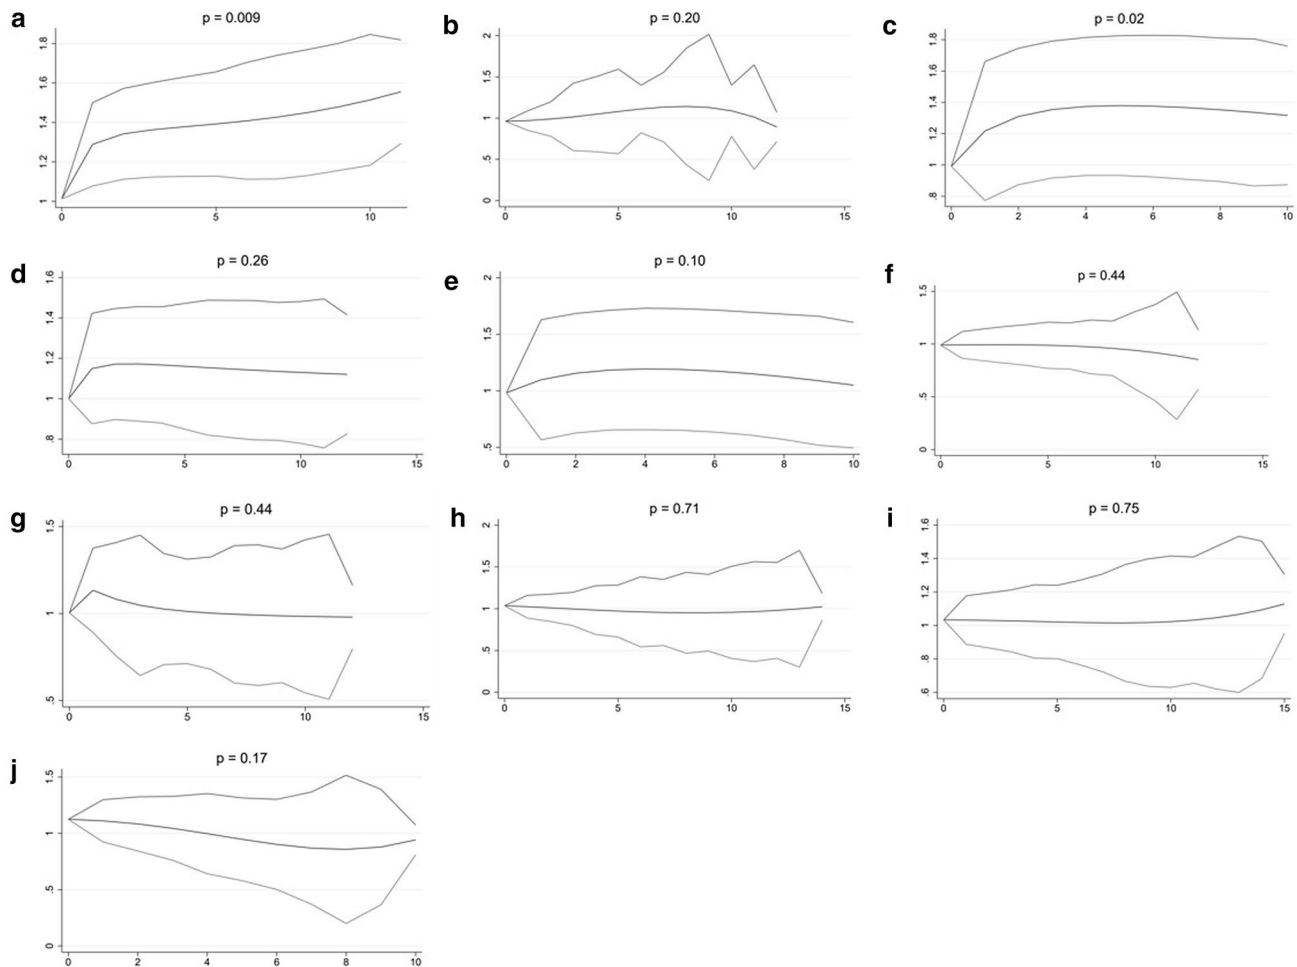 a
p = 0.009
1.8
1.6
1.4
1.2
1
0 5 10
b
p = 0.20
2
1.5
1
.5
0
0 5 10 15
c
p = 0.02
1.8
1.6
1.4
1.2
1
.8
0 2 4 6 8 10
d
p = 0.26
1.6
1.4
1.2
1
.8
0 5 10 15
e
p = 0.10
2
1.5
1
.5
0 2 4 6 8 10
f
p = 0.44
1.5
1
.5
0
0 5 10 15
g
p = 0.44
1.5
1
.5
0 5 10 15
h
p = 0.71
2
1.5
1
.5
0
0 5 10 15
i
p = 0.75
1.6
1.4
1.2
1
.8
.6
0 5 10 15
j
p = 0.17
1.5
1
.5
0
0 2 4 6 8 10